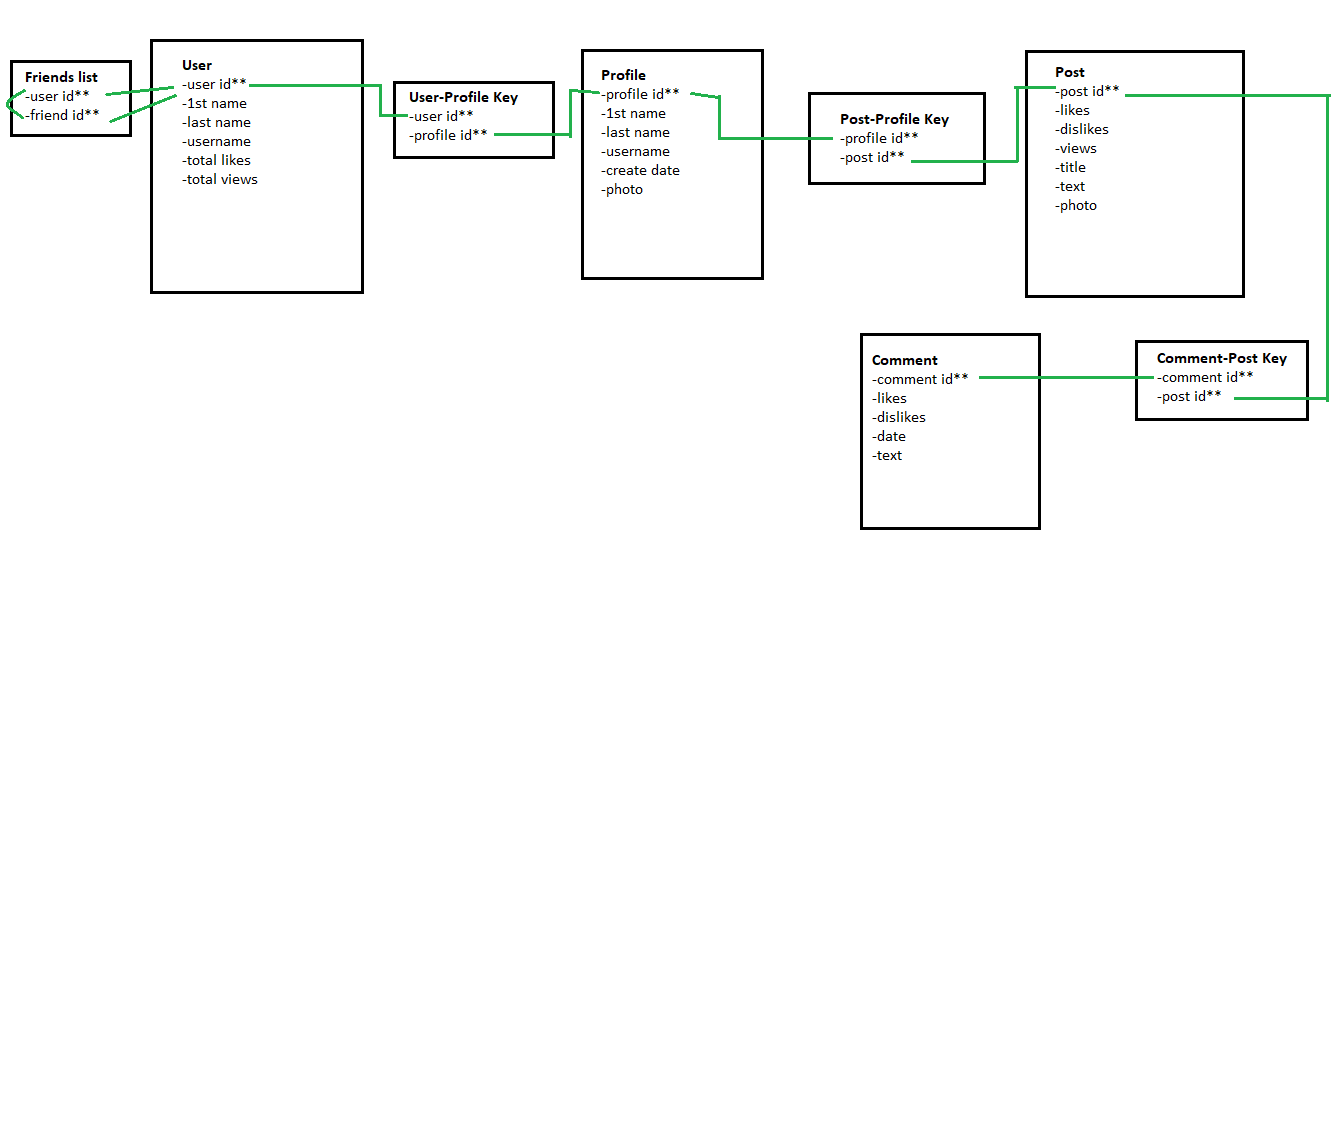 Friends list
-user id**
-friend id**
User
-user id**
-1st name
-last name
-username
-total likes
-total views
User-Profile Key
-user id**
-profile id**
Profile
-profile id**
-1st name
-last name
-username
-create date
-photo
Post-Profile Key
-profile id**
-post id**
Post
-post id**
-likes
-dislikes
-views
-title
-text
-photo
Comment
-comment id**
-likes
-dislikes
-date
-text
Comment-Post Key
-comment id**
-post id**